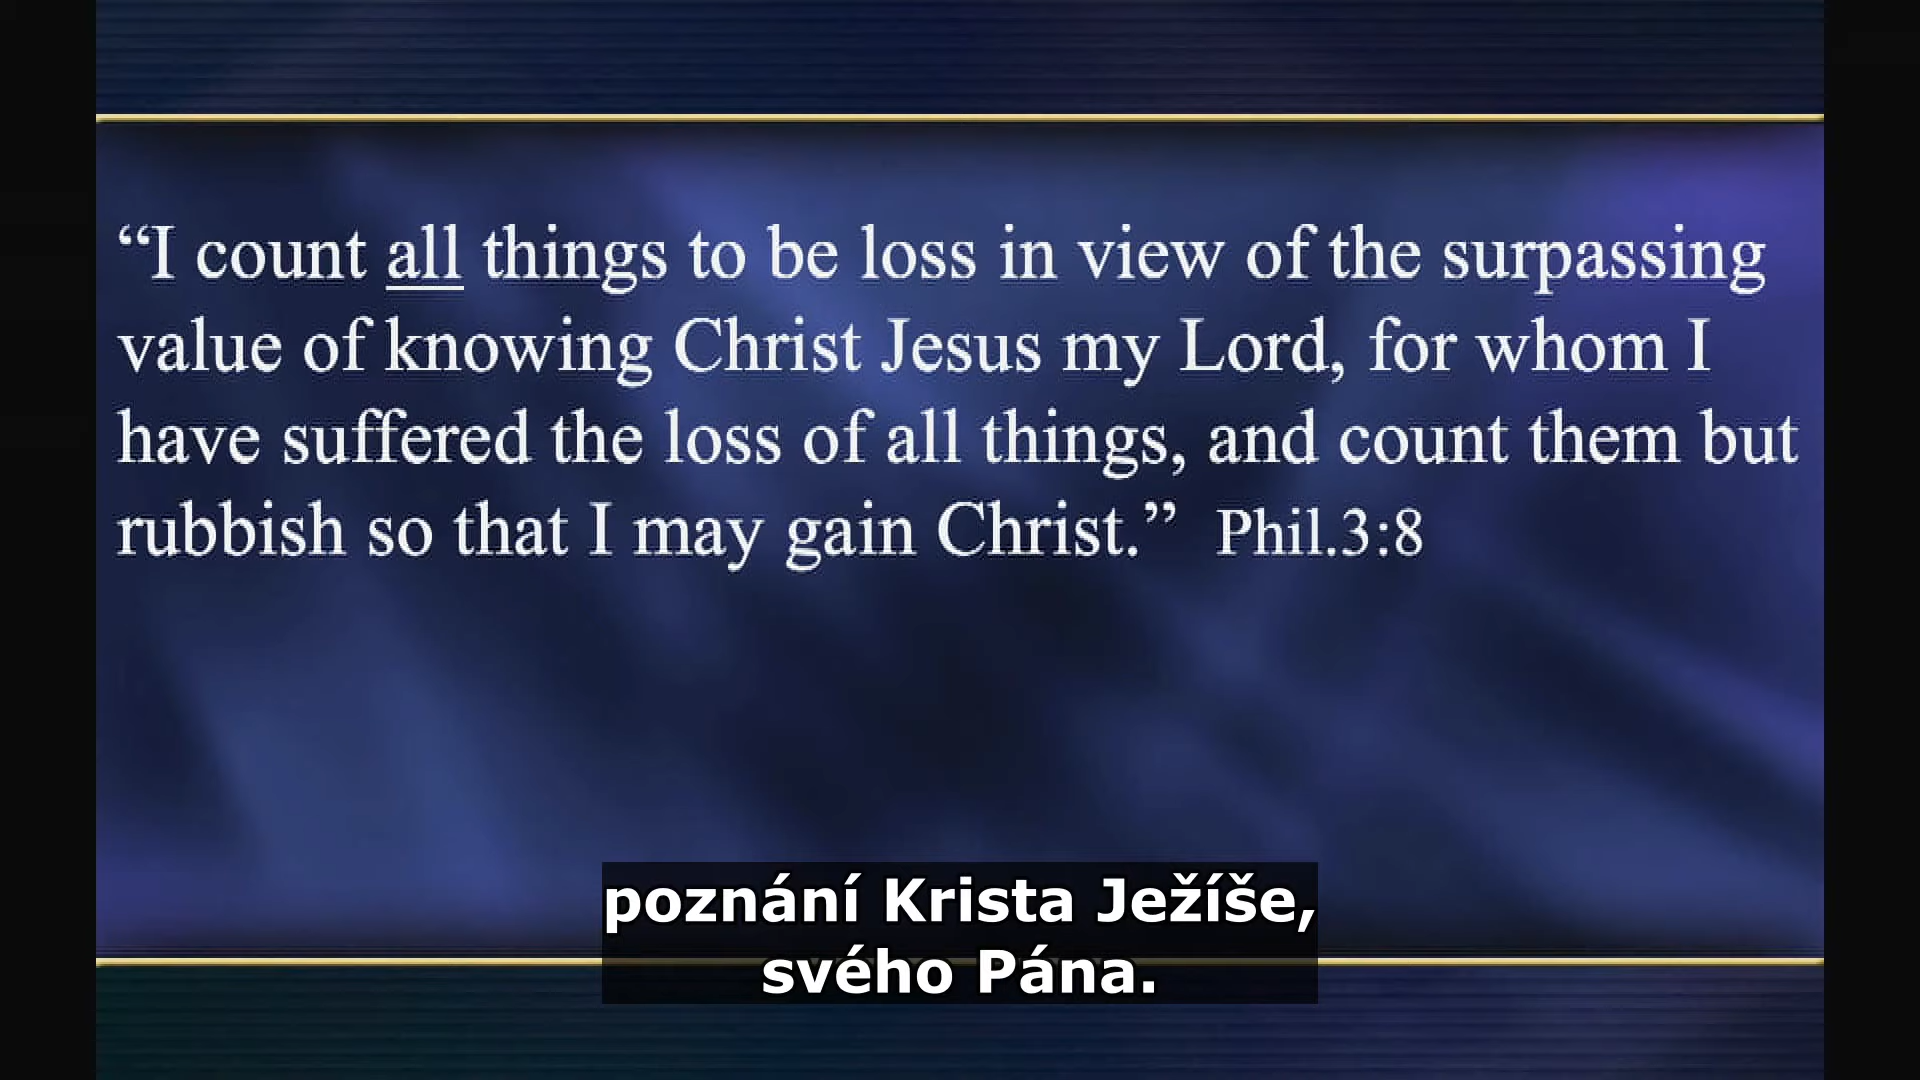 “I count all things to be loss in view of the surpassing
value of knowing Christ Jesus my Lord, for whom I
have suffered the loss of all things, and count them but
rubbish so that I may gain Christ.” Phil.3:8
poznání Krista Ježíše,
svého Pána.